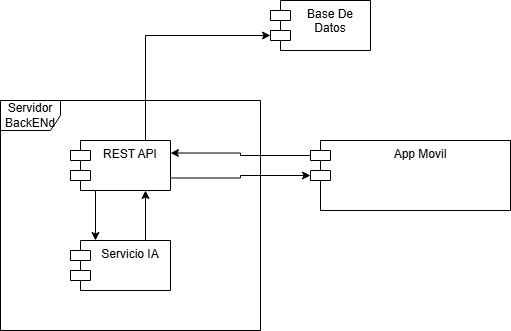 Base De
Datos
Servidor
BackENd
REST API
App Movil
Servicio IA